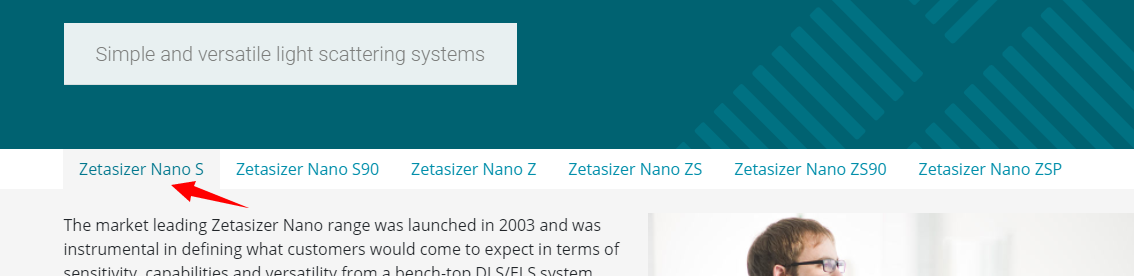 Simple and versatile light scattering systems
Zetasizer Nano S Zetasizer Nano S90 Zetasizer Nano Z Zetasizer Nano ZS Zetasizer Nano ZS90 Zetasizer Nano ZSP
The market leading Zetasizer Nano range was launched in 2003 and was
instrumental in defining what customers would come to expect in terms of
sensitivity, capabilities and versatility from a bench-top DLS/ELS system.